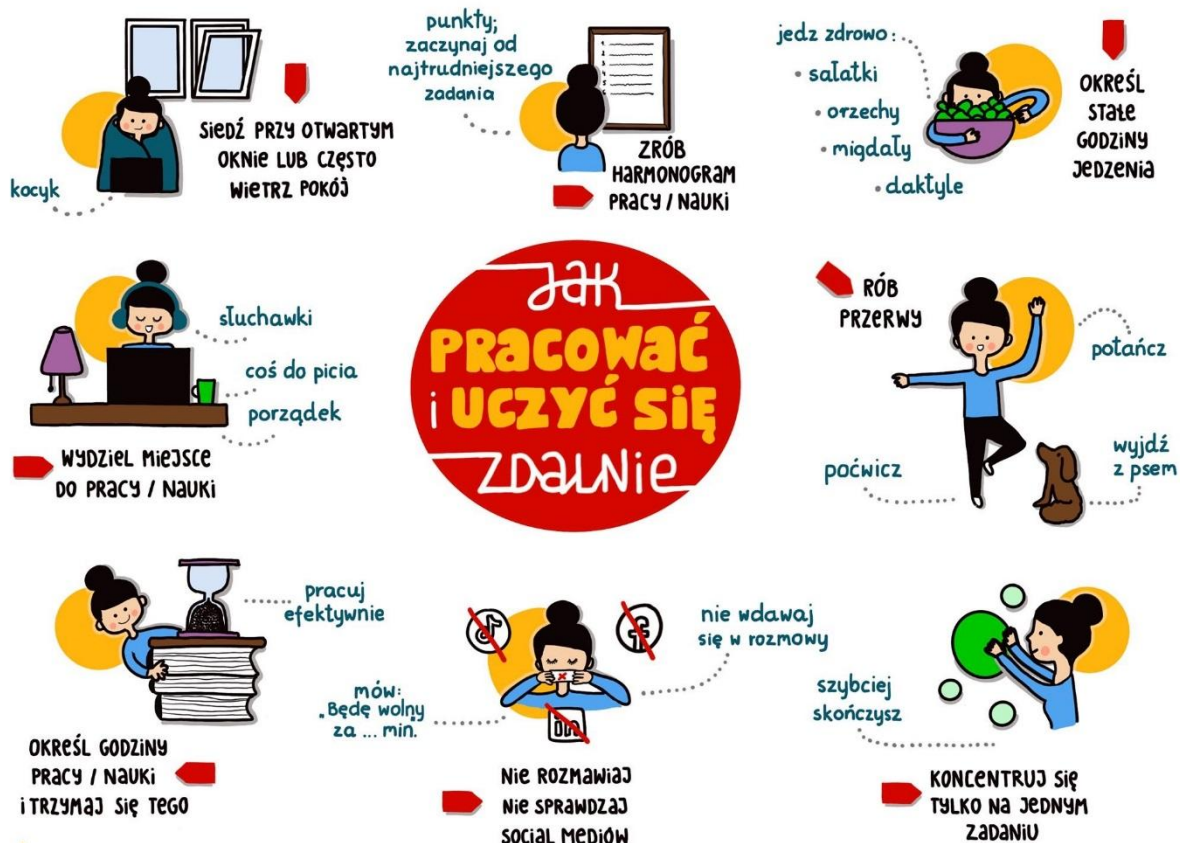 kocyk
SIEDŹ PRZY OTWARTYM
OKNIE LUB CZĘSTO
WIETRZ POKÓJ
punkty;
zaczynaj od
najtrudniejszego
zadania
ZRÓB
HARMONOGRAM
PRACY / NAUKI
jedz zdrowo:
• sałatki
• orzechy
• migdały
• daktyle
OKREŚL
STAŁE
GODZINY
JEDZENIA
słuchawki
coś do picia
porządek
WYDZIEL MIEJSCE
DO PRACY / NAUKI
Jak
PRACOWAĆ
i UCZYĆ SIĘ
ZDALNIE
RÓB
PRZERWY
potańcz
poćwicz
wyjdź
z psem
pracuj
efektywnie
OKREŚL GODZINY
PRACY / NAUKI
i TRZYMAJ SIĘ TEGO
mów:
"Będę wolny
za ... min."
nie wdawaj
się w rozmowy
in
NIE ROZMAWIAJ
NIE SPRAWDZAJ
SOCIAL MEDIÓW
szybciej
skończysz
KONCENTRUJ SIĘ
TYLKO NA JEDNYM
ZADANIU